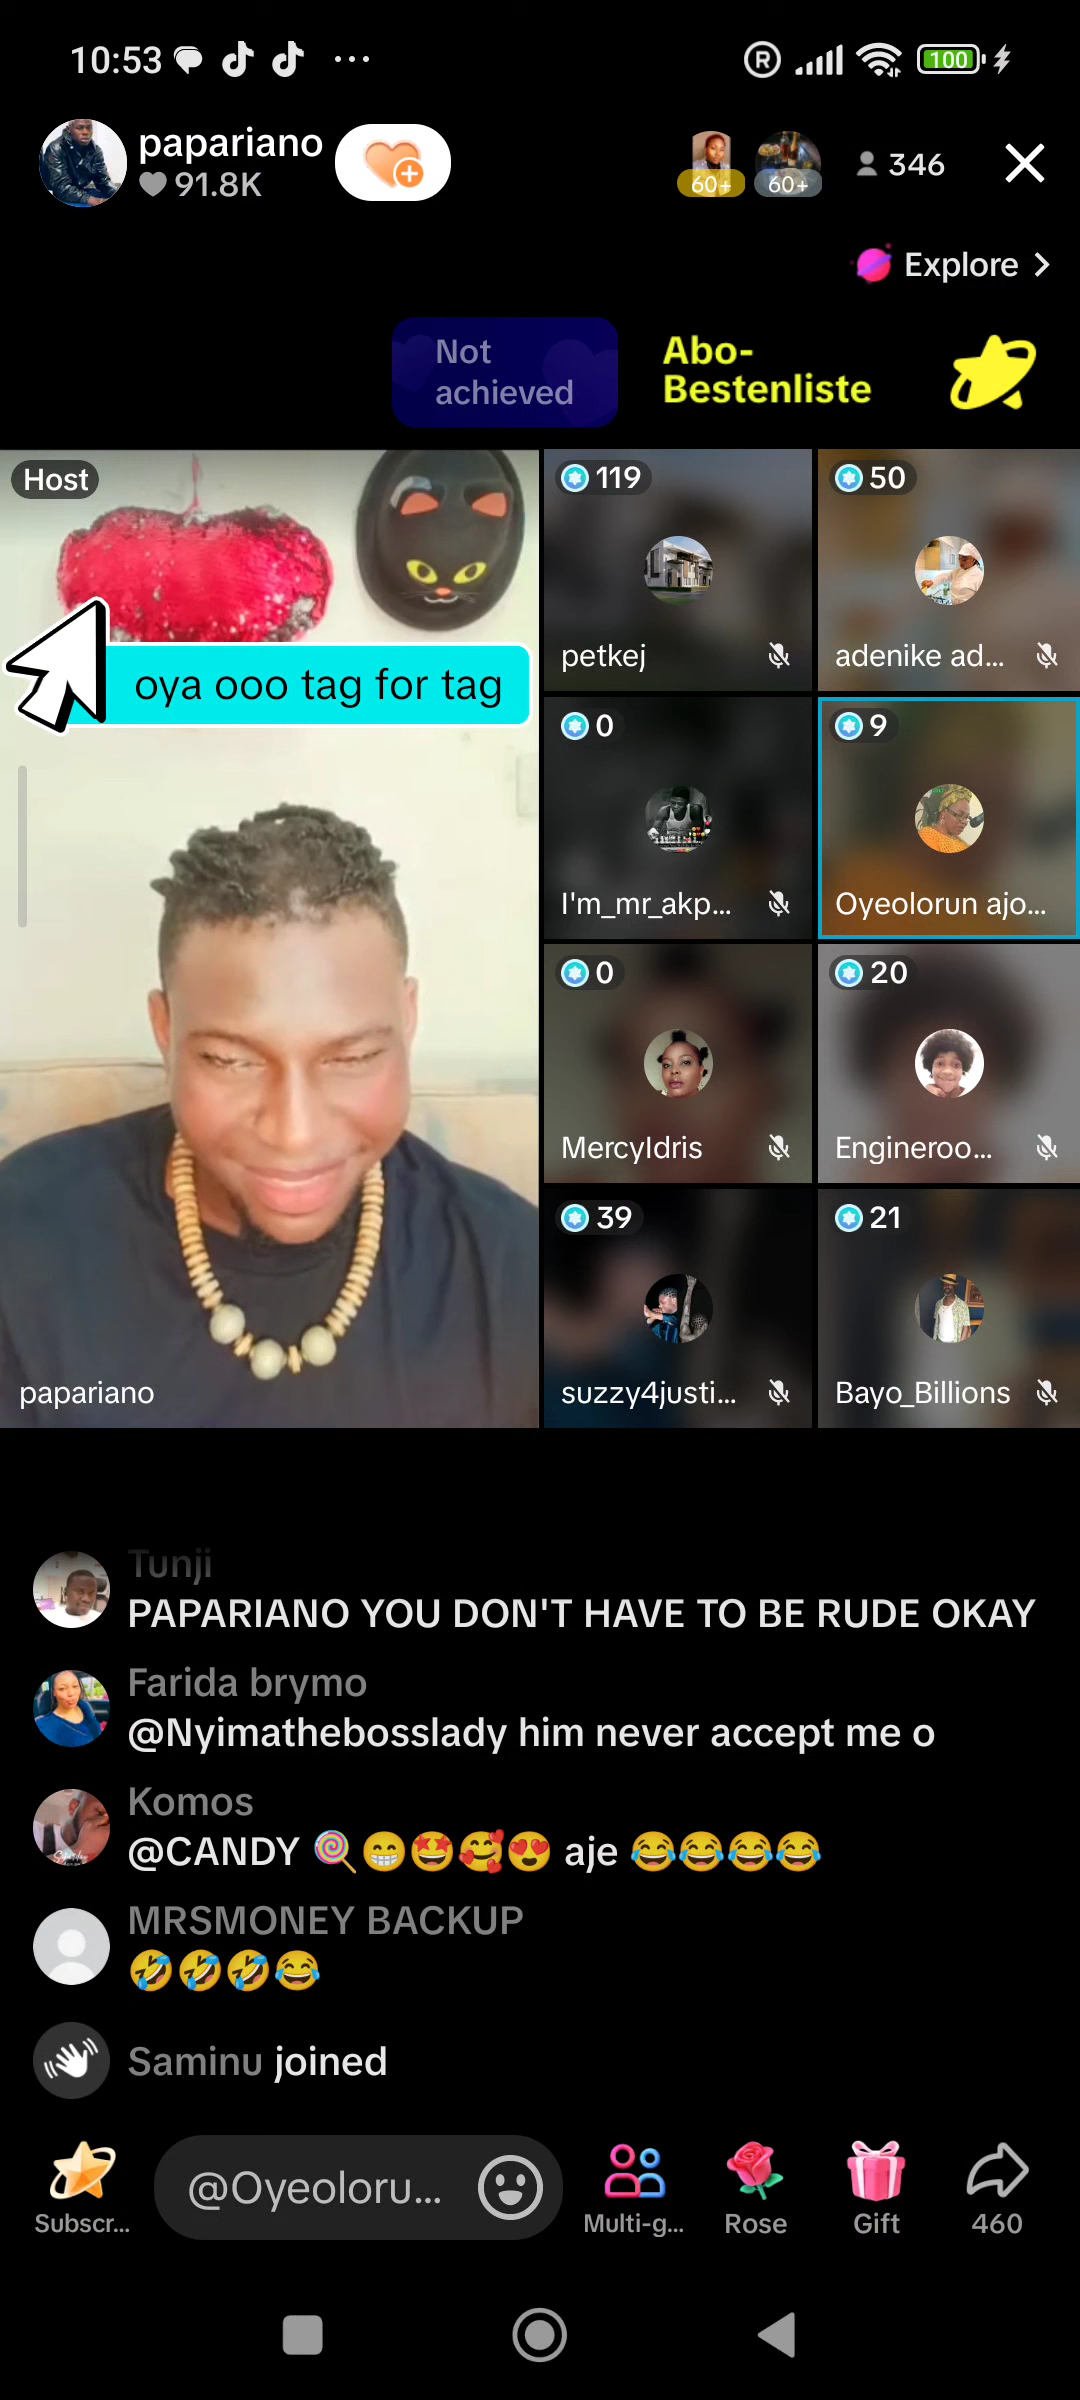 10:53
100
papariano
91.8K
60+
60+
346
Explore
Not
achieved
Abo-
Bestenliste
Host
119
50
petkej
adenike ad...
oya ooo tag for tag
0
9
I'm_mr_akp...
Oyeolorun ajo...
0
20
MercyIdris
Engineroo...
39
21
papariano
suzzy4justi...
Bayo_Billions
Tunji
PAPARIANO YOU DON'T HAVE TO BE RUDE OKAY
Farida brymo
@Nyimathebosslady him never accept me o
Komos
@CANDY 🍭😁🤩🥰😍 aje 😂😂😂😂
MRSMONEY BACKUP
🤣🤣🤣😂
Saminu joined
@Oyeoloru...
Subscr...
Multi-g...
Rose
Gift
460